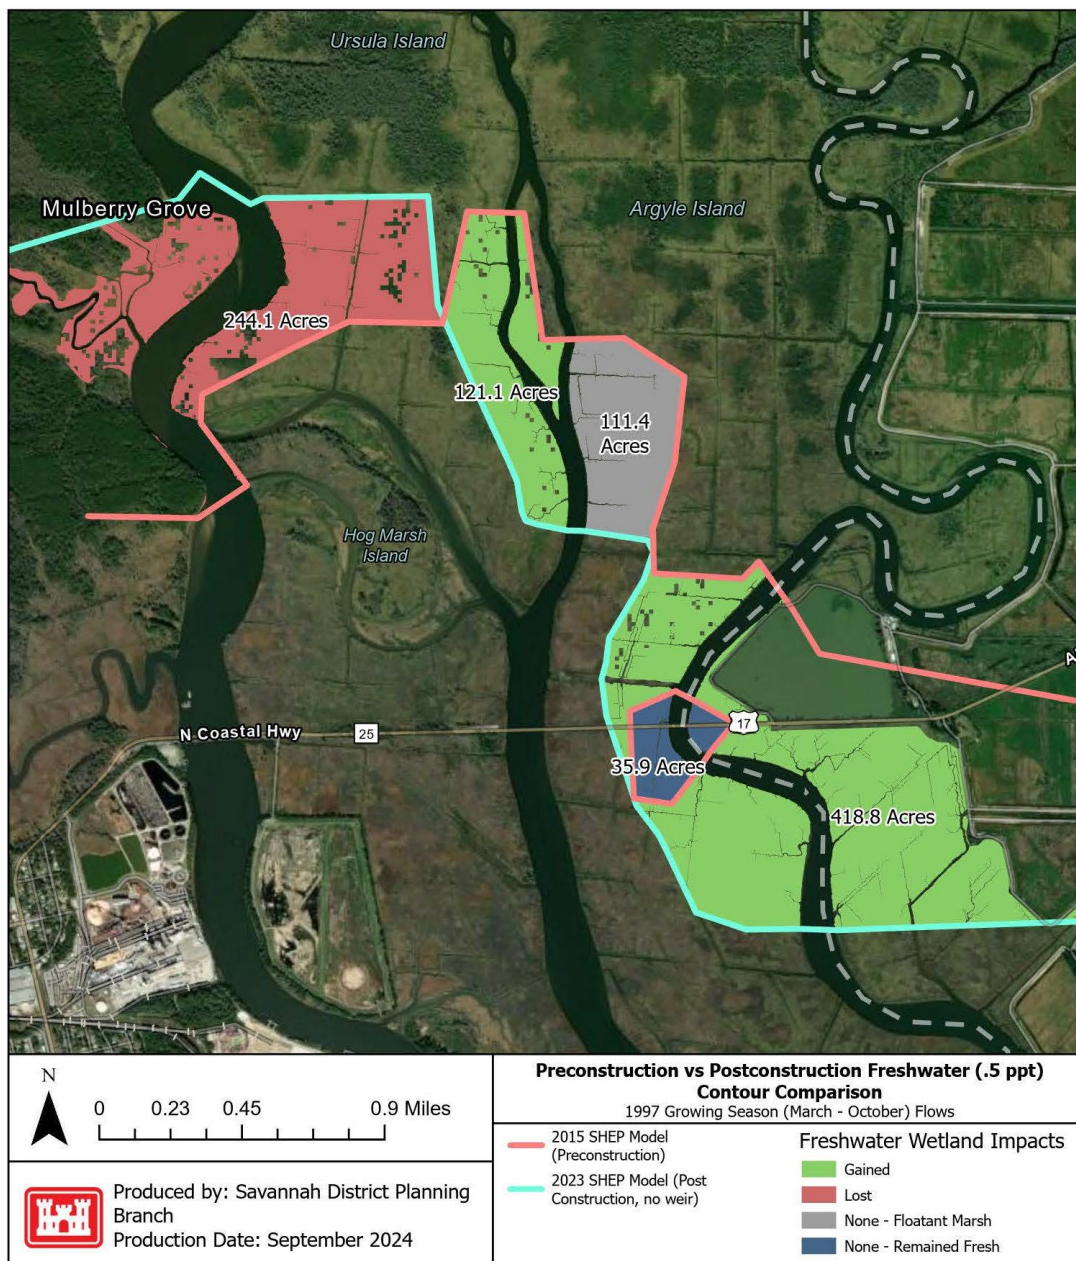 Ursula Island
Mulberry Grove
Argyle Island
244.1 Acres
121.1 Acres
111.4
Acres
Hog Marsh
Island
N Coastal Hwy
25
17
35.9 Acres
418.8 Acres
N
0 0.23 0.45 0.9 Miles
Produced by: Savannah District Planning
Branch
Production Date: September 2024
Preconstruction vs Postconstruction Freshwater (.5 ppt)
Contour Comparison
1997 Growing Season (March - October) Flows
2015 SHEP Model
(Preconstruction)
2023 SHEP Model (Post
Construction, no weir)
Freshwater Wetland Impacts
Gained
Lost
None - Floatant Marsh
None - Remained Fresh